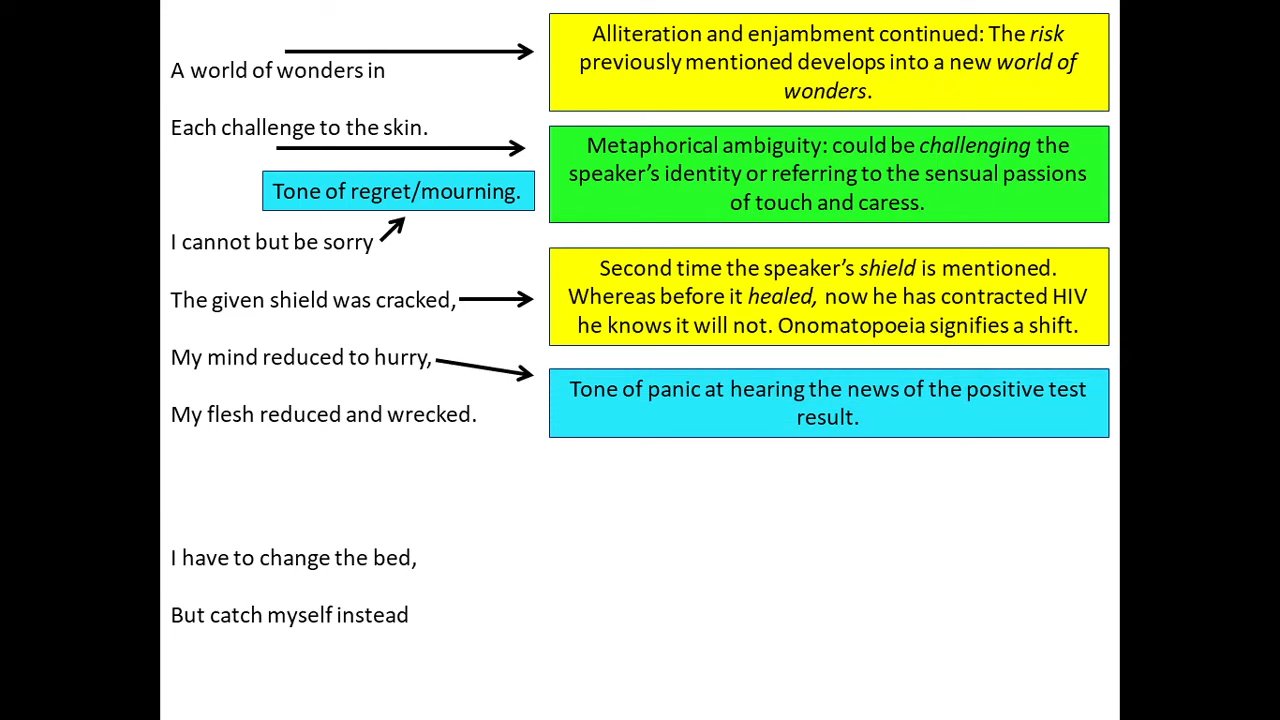 A world of wonders in
Each challenge to the skin.
I cannot but be sorry
The given shield was cracked,
My mind reduced to hurry,
My flesh reduced and wrecked.
I have to change the bed,
But catch myself instead
Alliteration and enjambment continued: The risk
previously mentioned develops into a new world of
wonders.
Metaphorical ambiguity: could be challenging the
speaker’s identity or referring to the sensual passions
of touch and caress.
Tone of regret/mourning.
Second time the speaker’s shield is mentioned.
Whereas before it healed, now he has contracted HIV
he knows it will not. Onomatopoeia signifies a shift.
Tone of panic at hearing the news of the positive test
result.